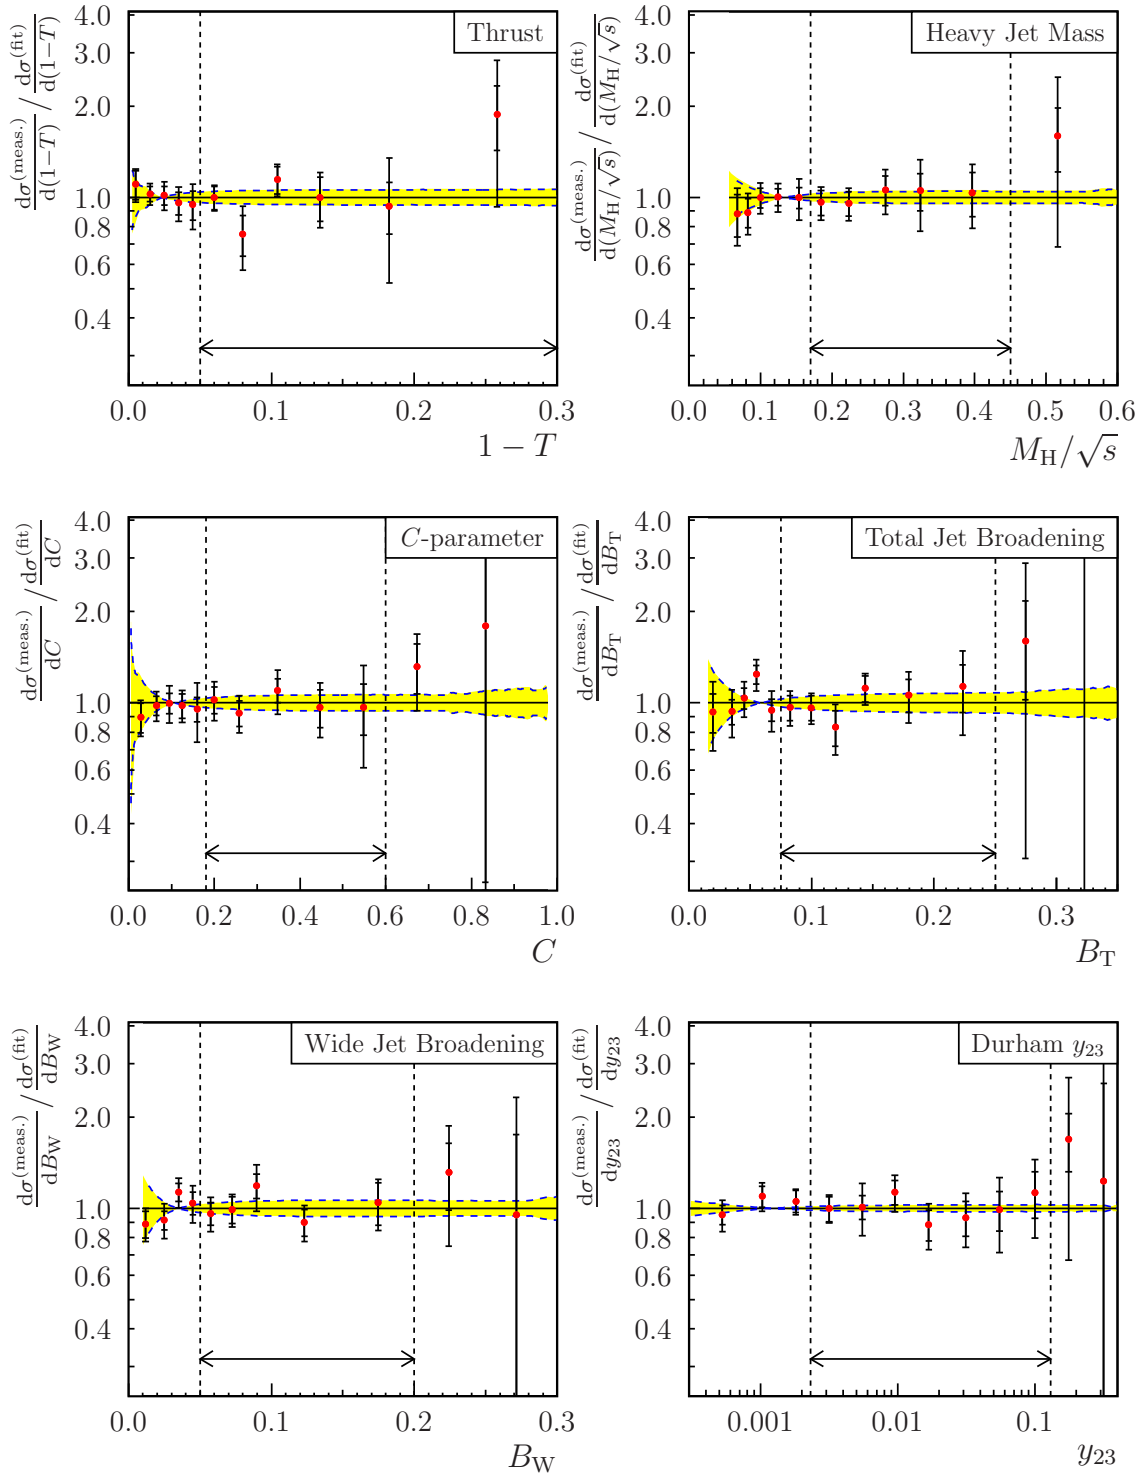 Thrust
dσ(meas.)/d(1−T) / dσ(fit)/d(1−T)
4.0
3.0
2.0
1.0
0.8
0.6
0.4
0.0 0.1 0.2 0.3
1 − T
Heavy Jet Mass
dσ(meas.)/d(M_H/√s) / dσ(fit)/d(M_H/√s)
4.0
3.0
2.0
1.0
0.8
0.6
0.4
0.0 0.1 0.2 0.3 0.4 0.5 0.6
M_H/√s
C-parameter
dσ(meas.)/dC / dσ(fit)/dC
4.0
3.0
2.0
1.0
0.8
0.6
0.4
0.0 0.2 0.4 0.6 0.8 1.0
C
Total Jet Broadening
dσ(meas.)/dB_T / dσ(fit)/dB_T
4.0
3.0
2.0
1.0
0.8
0.6
0.4
0.0 0.1 0.2 0.3
B_T
Wide Jet Broadening
dσ(meas.)/dB_W / dσ(fit)/dB_W
4.0
3.0
2.0
1.0
0.8
0.6
0.4
0.0 0.1 0.2 0.3
B_W
Durham y_23
dσ(meas.)/dy_23 / dσ(fit)/dy_23
4.0
3.0
2.0
1.0
0.8
0.6
0.4
0.001 0.01 0.1
y_23